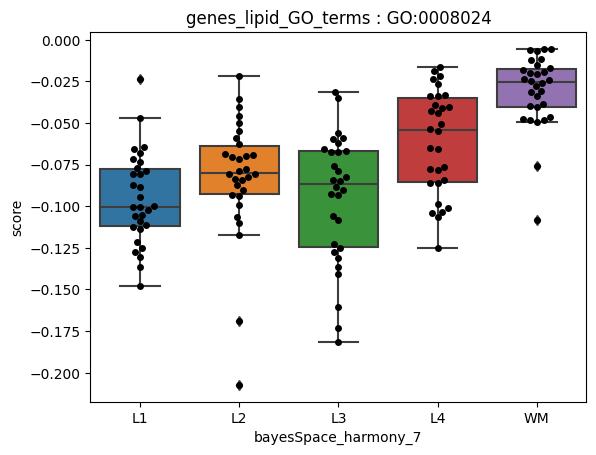 genes_lipid_GO_terms : GO:0008024
0.000
−0.025
−0.050
−0.075
−0.100
−0.125
−0.150
−0.175
−0.200
score
L1 L2 L3 L4 WM
bayesSpace_harmony_7